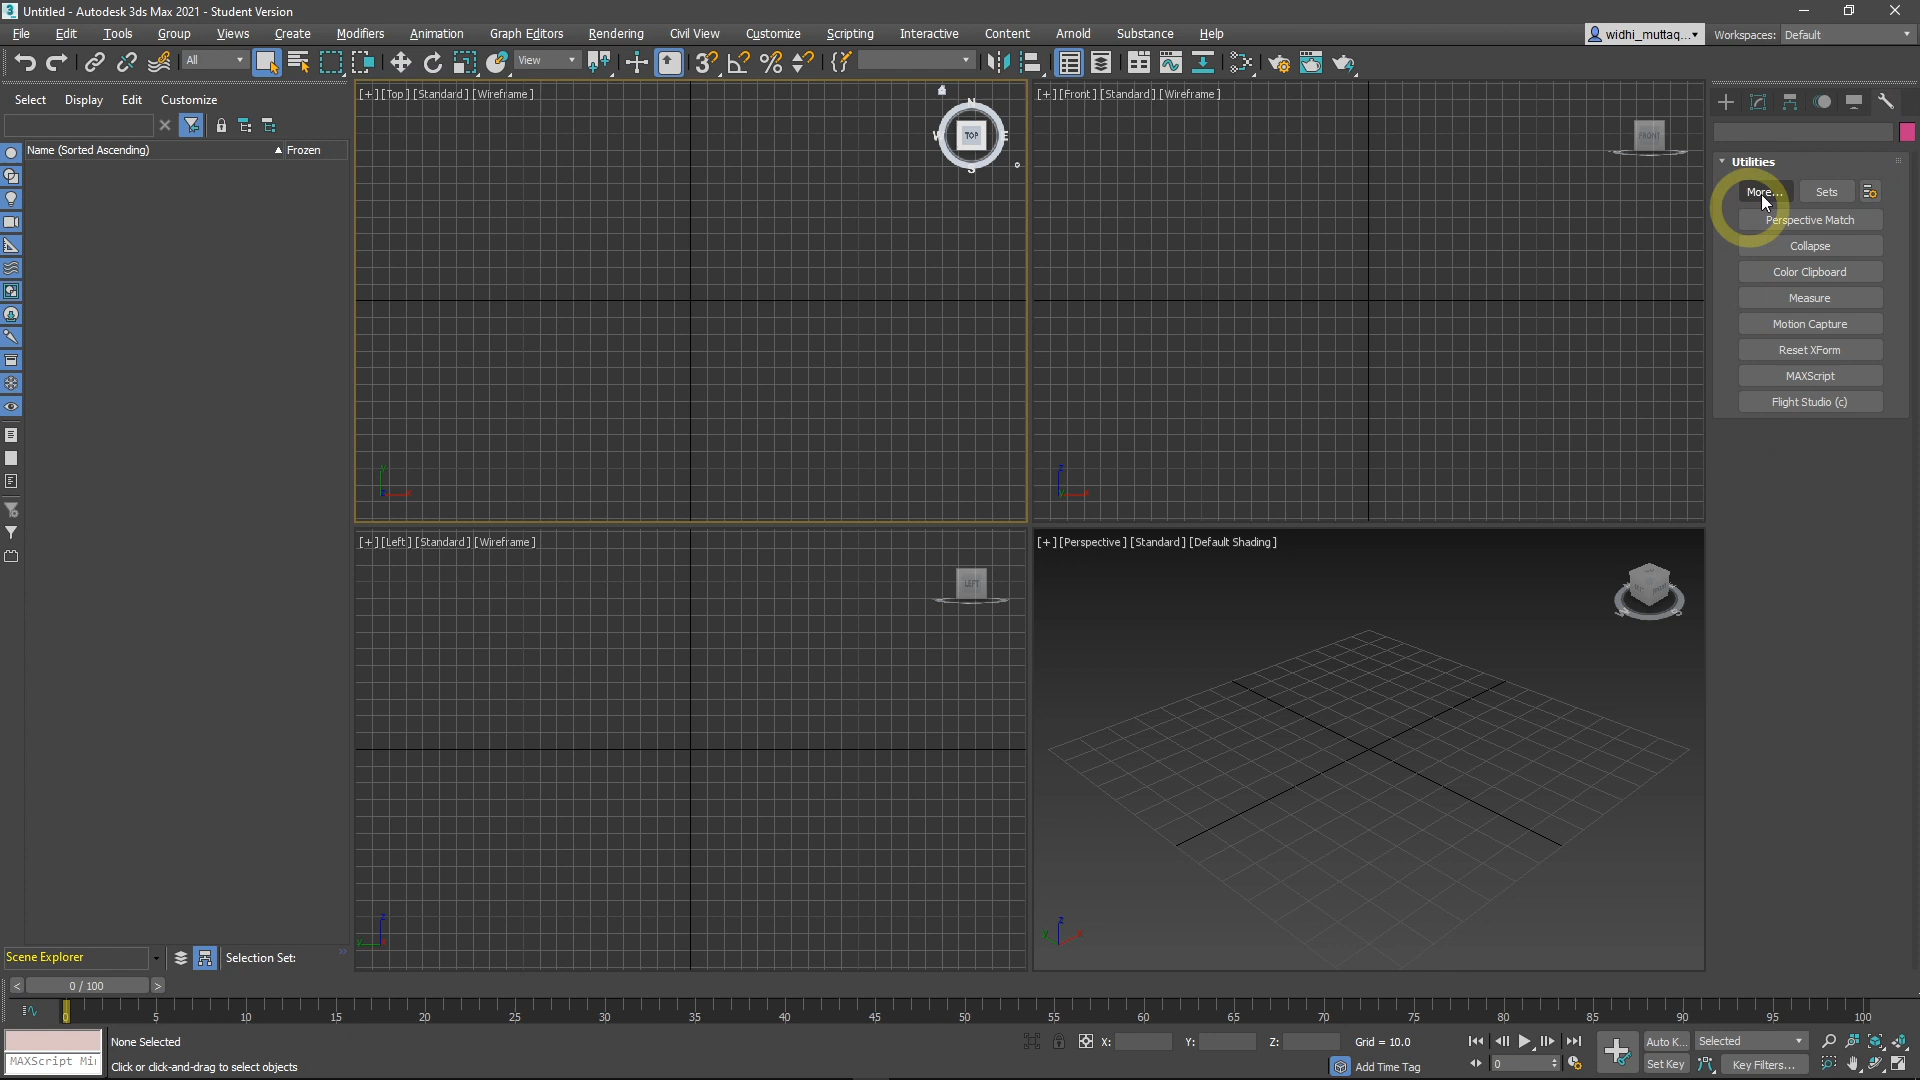 Untitled - Autodesk 3ds Max 2021 - Student Version
File Edit Tools Group Views Create Modifiers Animation Graph Editors Rendering Civil View Customize Scripting Interactive Content Arnold Substance Help widhi_muttaq... Workspaces: Default
All View
Select Display Edit Customize
Name (Sorted Ascending) Frozen
[+] [Top] [Standard] [Wireframe]
N
W TOP E
S
[+] [Front] [Standard] [Wireframe]
FRONT
Utilities
More... Sets
Perspective Match
Collapse
Color Clipboard
Measure
Motion Capture
Reset XForm
MAXScript
Flight Studio (c)
[+] [Left] [Standard] [Wireframe]
LEFT
[+] [Perspective] [Standard] [Default Shading]
Scene Explorer Selection Set:
< 0 / 100 >
0 5 10 15 20 25 30 35 40 45 50 55 60 65 70 75 80 85 90 95 100
None Selected X: Y: Z: Grid = 10.0 Auto K... Selected
MAXScript Mi Click or click-and-drag to select objects Add Time Tag 0 Set Key Key Filters...